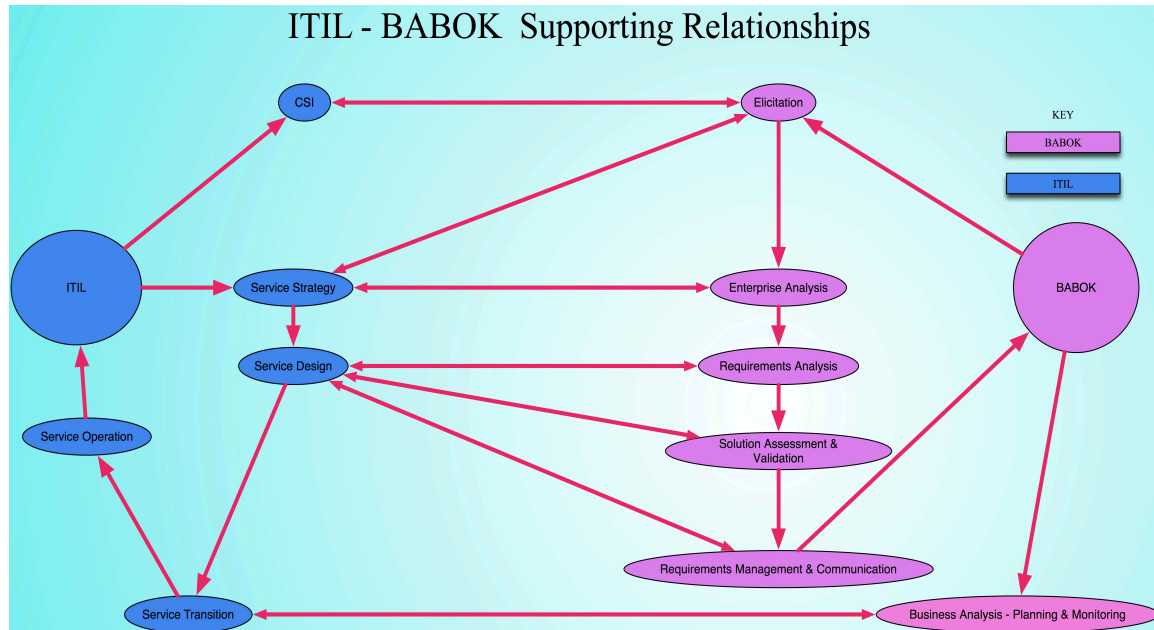 ITIL - BABOK  Supporting Relationships
CSI
Elicitation
KEY
BABOK
ITIL
ITIL
Service Strategy
Enterprise Analysis
BABOK
Service Design
Requirements Analysis
Service Operation
Solution Assessment &
Validation
Requirements Management & Communication
Service Transition
Business Analysis - Planning & Monitoring